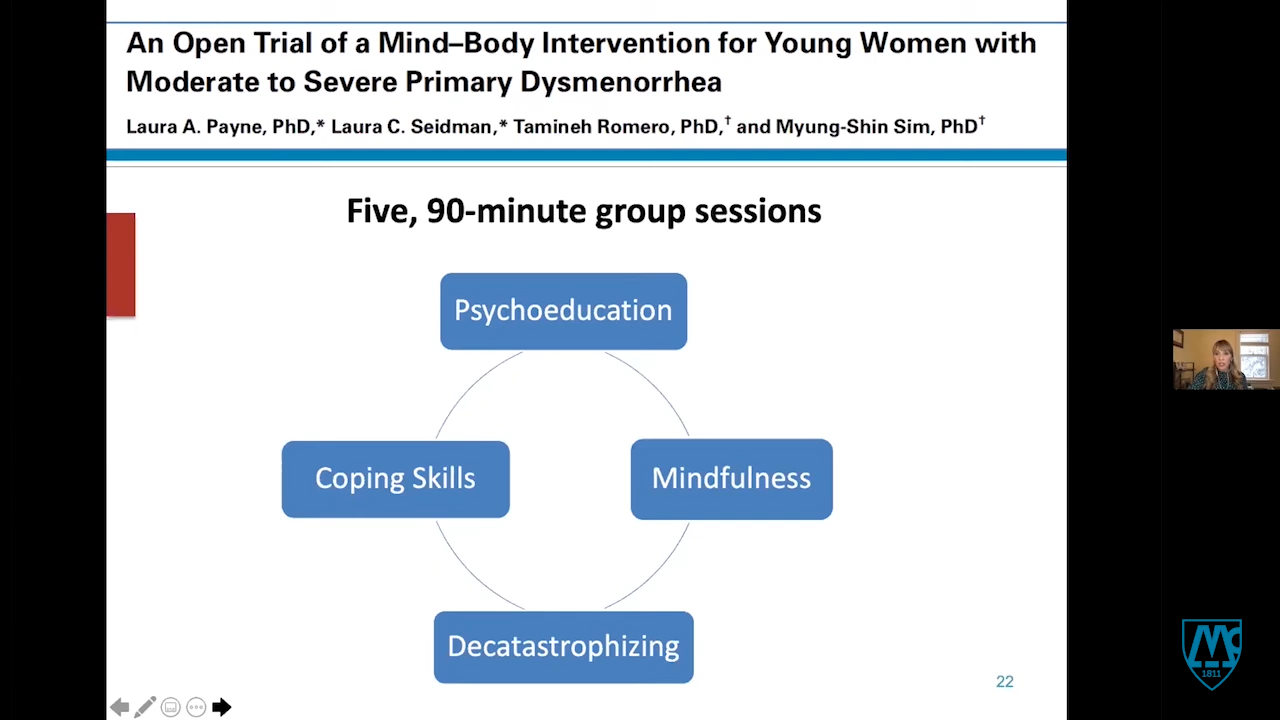 An Open Trial of a Mind–Body Intervention for Young Women with
Moderate to Severe Primary Dysmenorrhea
Laura A. Payne, PhD,* Laura C. Seidman,* Tamineh Romero, PhD,† and Myung-Shin Sim, PhD†
Five, 90-minute group sessions
Psychoeducation
Coping Skills
Mindfulness
Decatastrophizing
22
1811